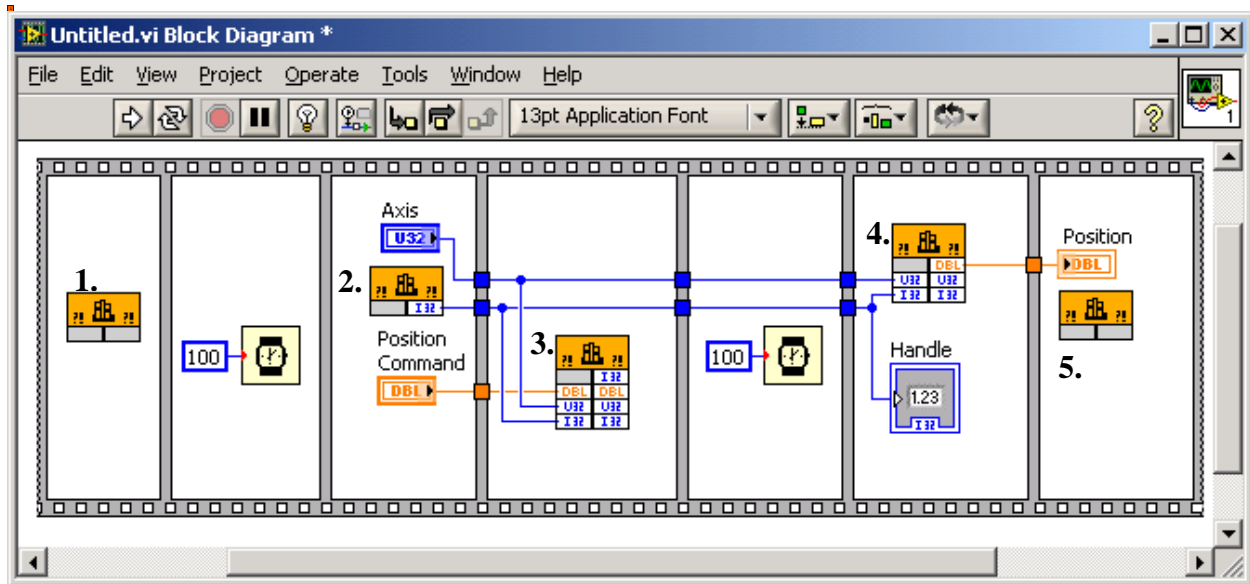 Untitled.vi Block Diagram *
File Edit View Project Operate Tools Window Help
13pt Application Font
?
1
Axis
U32
1.
2.
?! ?!
?! ?!
I32
100
Position
Command
DBL
3.
?! ?!
I32
DBL DBL
U32 U32
I32 I32
100
4.
?! ?!
DBL
U32 U32
I32 I32
Handle
1.23
I32
Position
DBL
?! ?!
5.